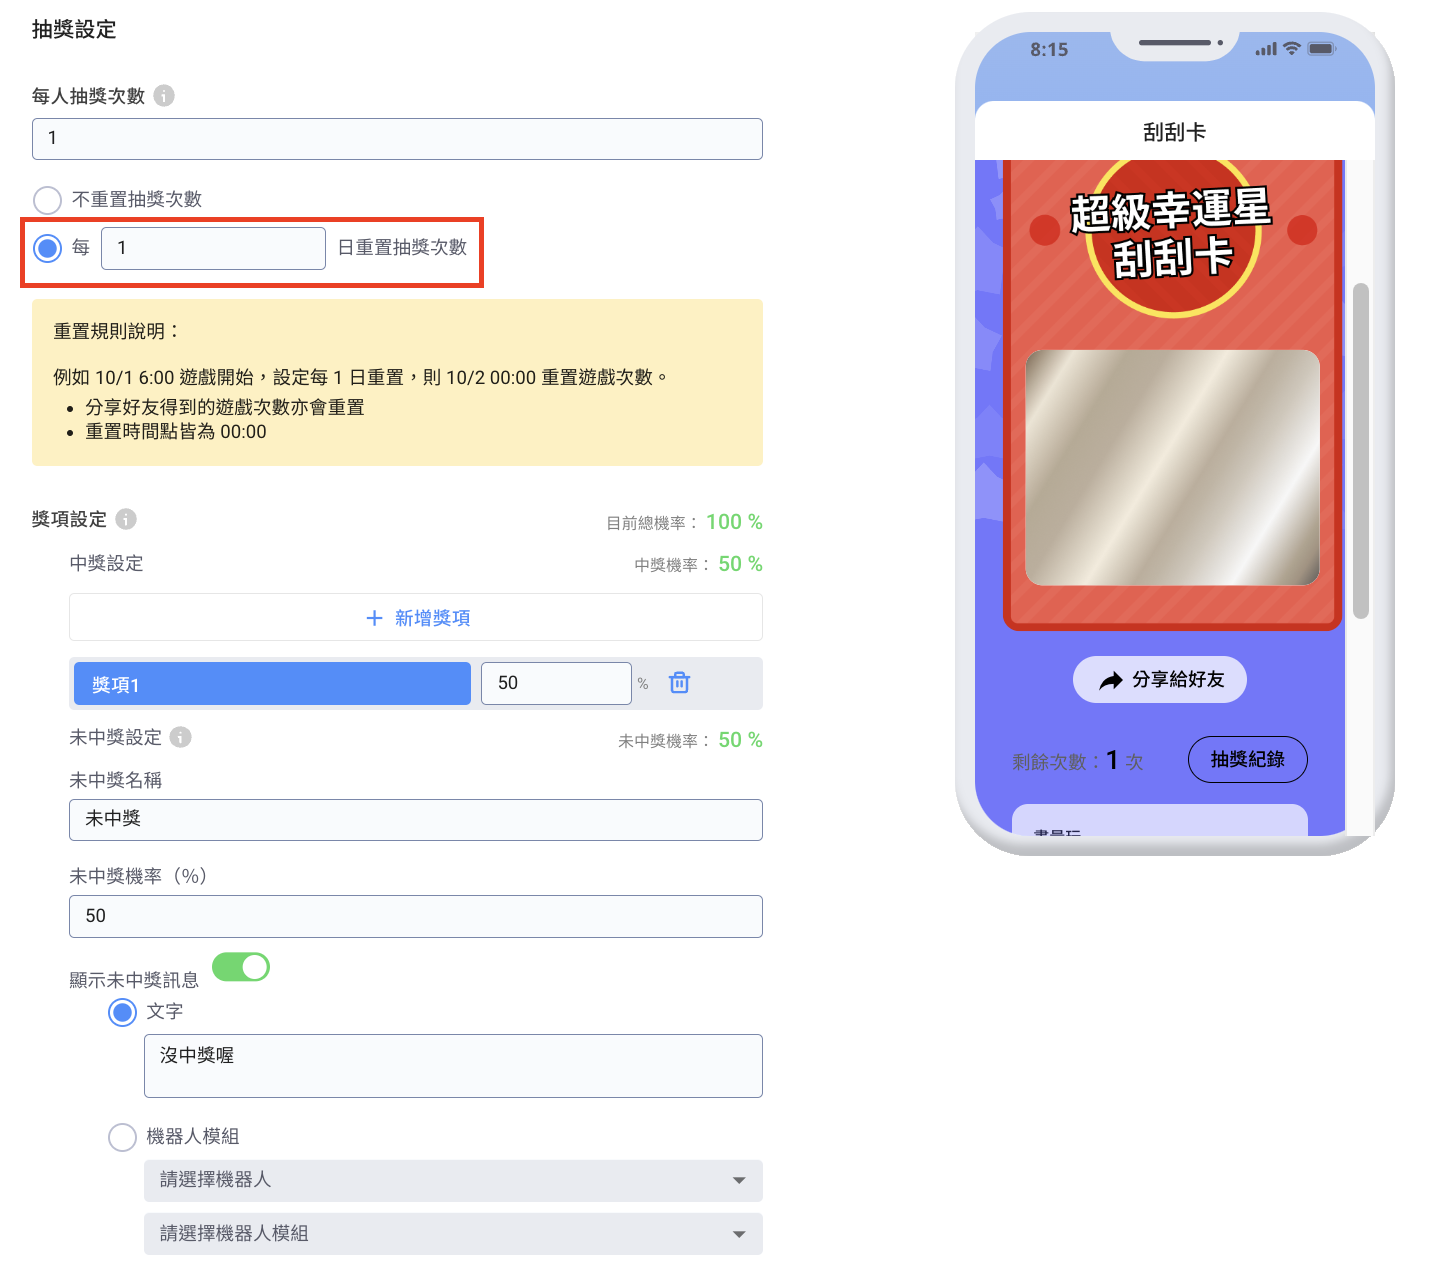 抽獎設定
每人抽獎次數
1
不重置抽獎次數
每 1 日重置抽獎次數
重置規則說明：
例如 10/1 6:00 遊戲開始，設定每 1 日重置，則 10/2 00:00 重置遊戲次數。
• 分享好友得到的遊戲次數亦會重置
• 重置時間點皆為 00:00
獎項設定
目前總機率： 100 %
中獎設定
中獎機率： 50 %
+ 新增獎項
獎項1 50 %
未中獎設定
未中獎機率： 50 %
未中獎名稱
未中獎
未中獎機率（%）
50
顯示未中獎訊息
文字
沒中獎喔
機器人模組
請選擇機器人
請選擇機器人模組
8:15
刮刮卡
超級幸運星
刮刮卡
分享給好友
剩餘次數：1 次
抽獎紀錄